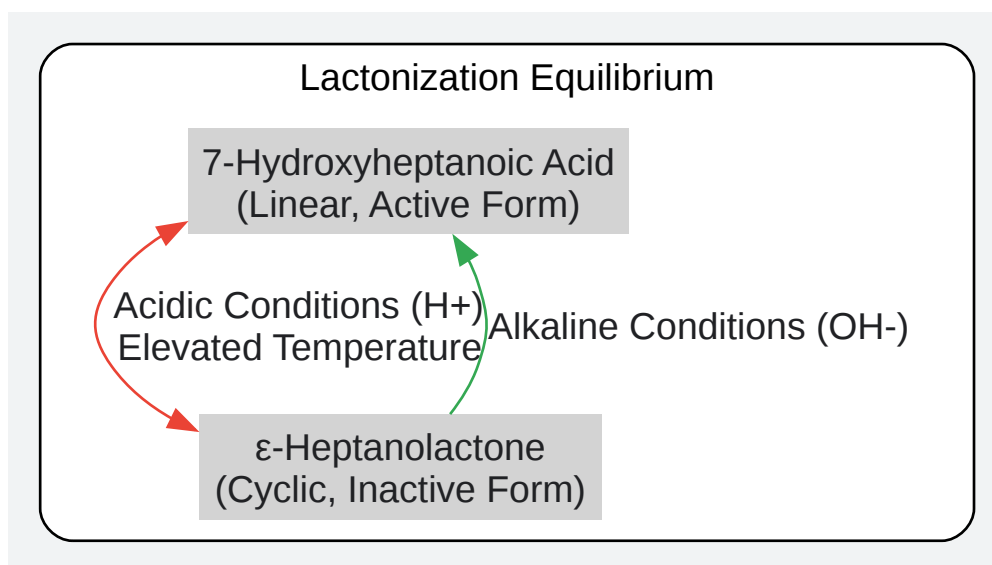 Lactonization Equilibrium
7-Hydroxyheptanoic Acid
(Linear, Active Form)
Acidic Conditions (H+)
Elevated Temperature
Alkaline Conditions (OH-)
ε-Heptanolactone
(Cyclic, Inactive Form)